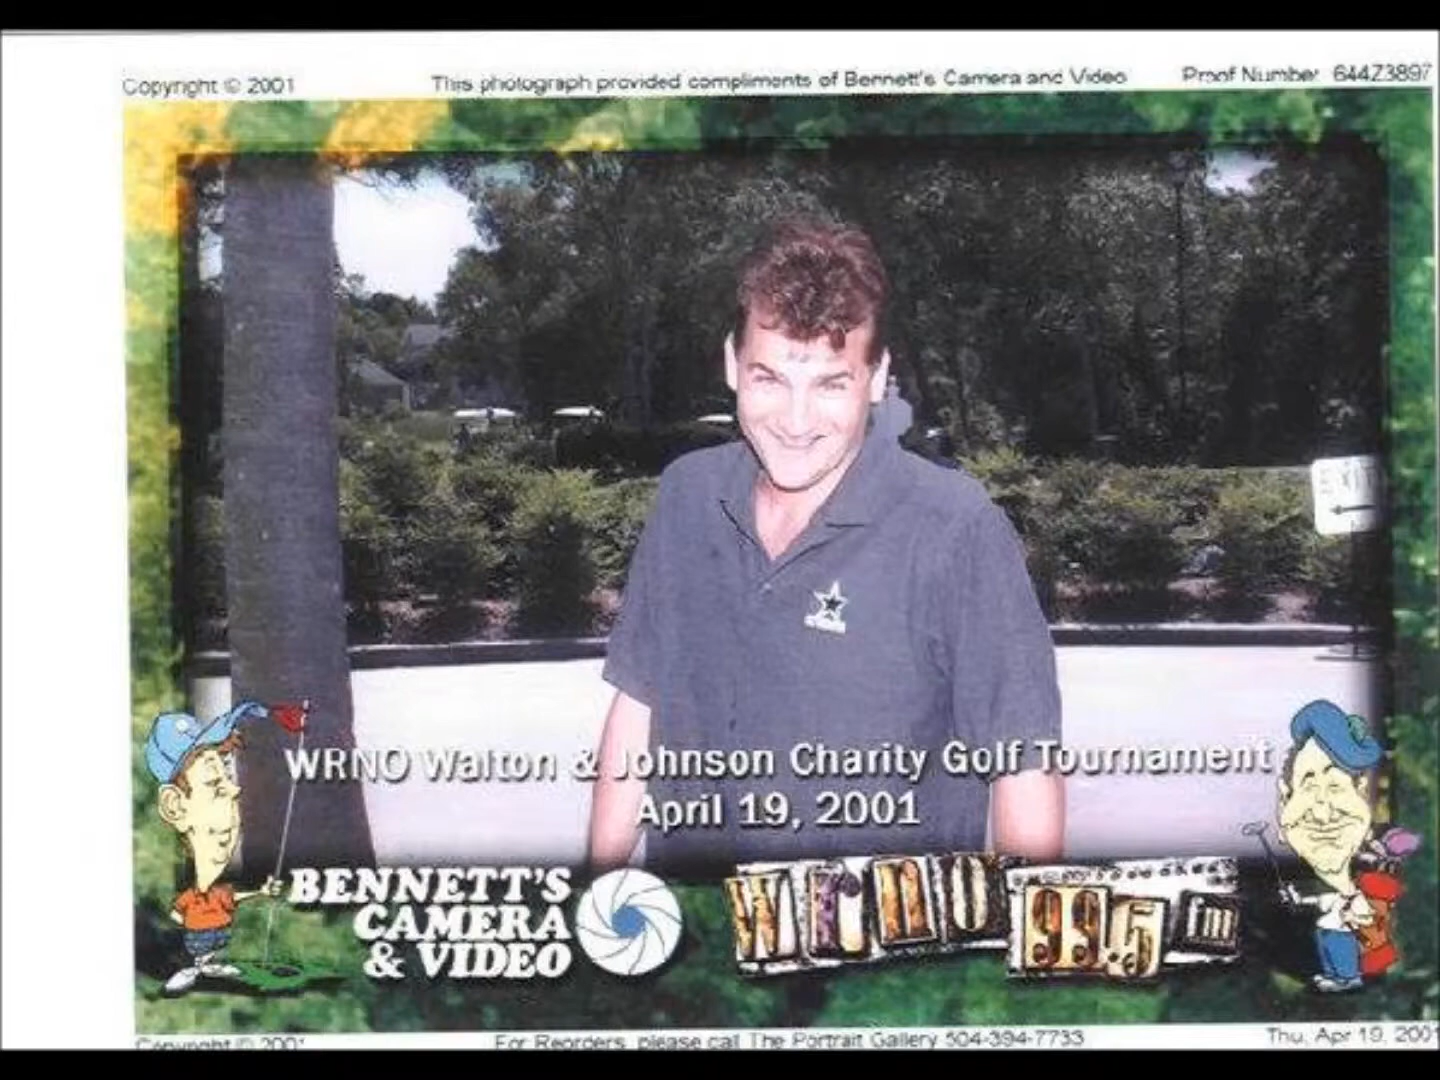 Copyright © 2001 This photograph provided compliments of Bennett's Camera and Video Proof Number 644Z3897
WRNO Walton & Johnson Charity Golf Tournament
April 19, 2001
BENNETT'S
CAMERA
& VIDEO
WRNO 99.5 fm
Copyright © 2001 For Reorders, please call The Portrait Gallery 504-394-7733 Thu, Apr 19, 2001